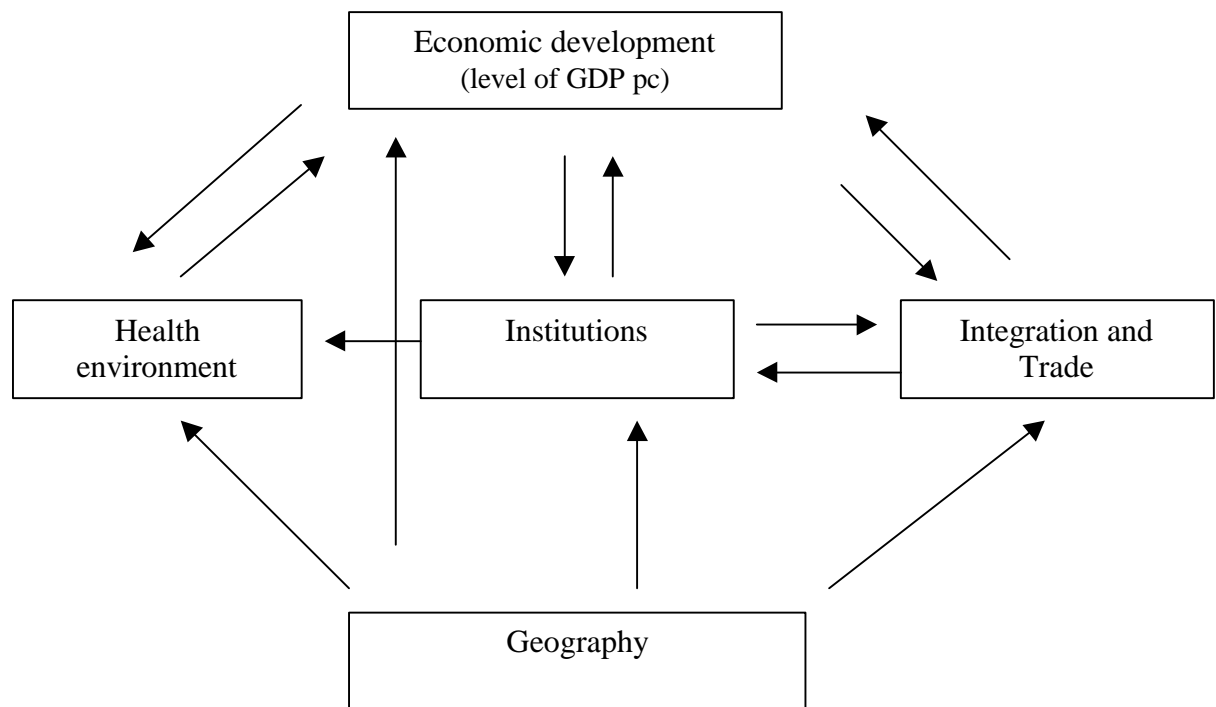 Economic development
(level of GDP pc)
Health
environment
Institutions
Integration and
Trade
Geography